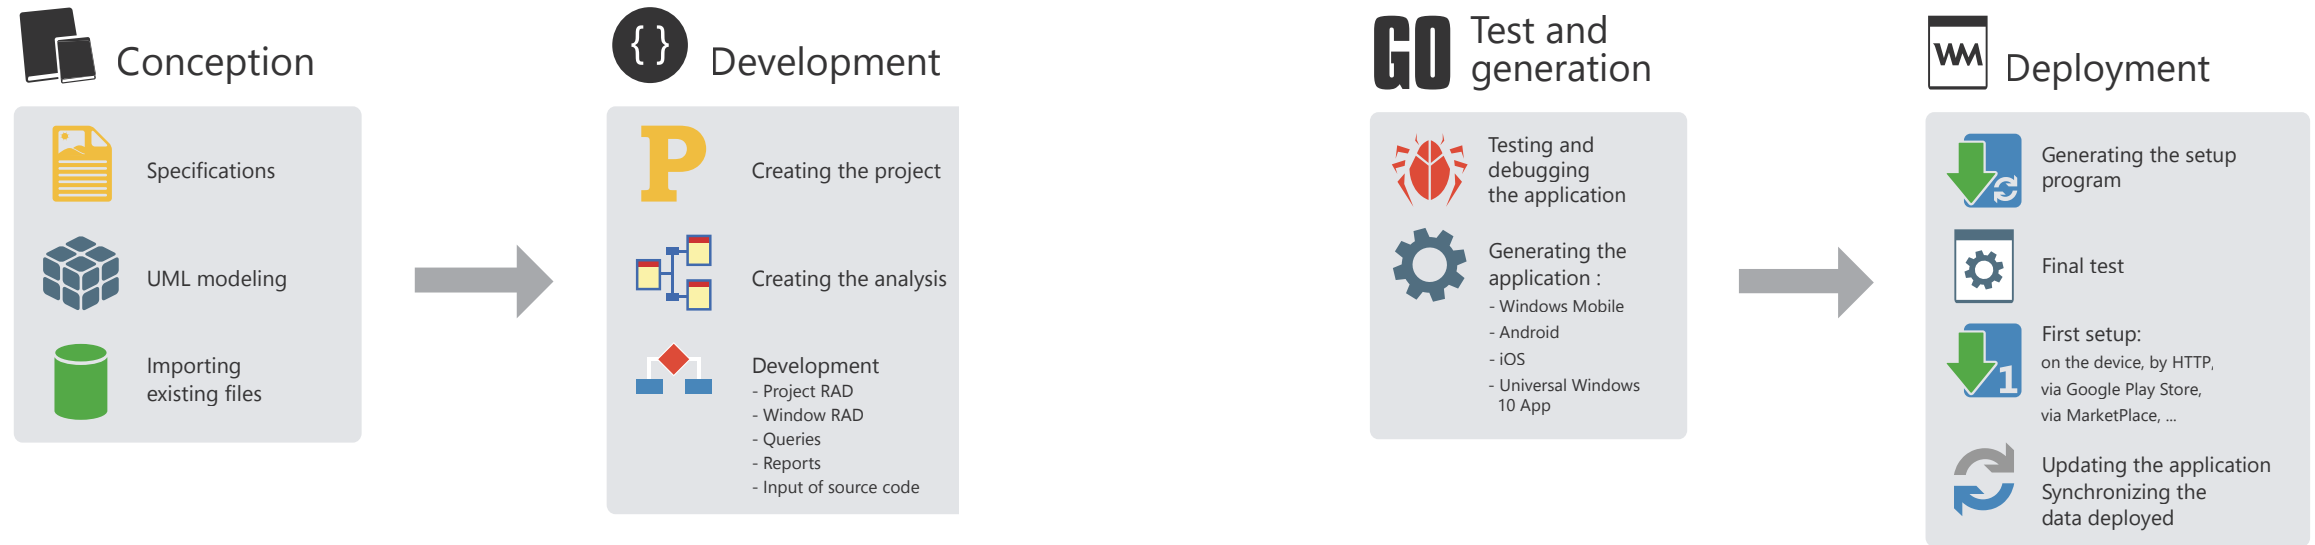 Conception
Specifications
UML modeling
Importing
existing files
{ }
Development
P
Creating the project
Creating the analysis
Development
- Project RAD
- Window RAD
- Queries
- Reports
- Input of source code
GO
Test and
generation
Testing and
debugging
the application
Generating the
application :
- Windows Mobile
- Android
- iOS
- Universal Windows
10 App
WM
Deployment
Generating the setup
program
Final test
1
First setup:
on the device, by HTTP,
via Google Play Store,
via MarketPlace, ...
Updating the application
Synchronizing the
data deployed